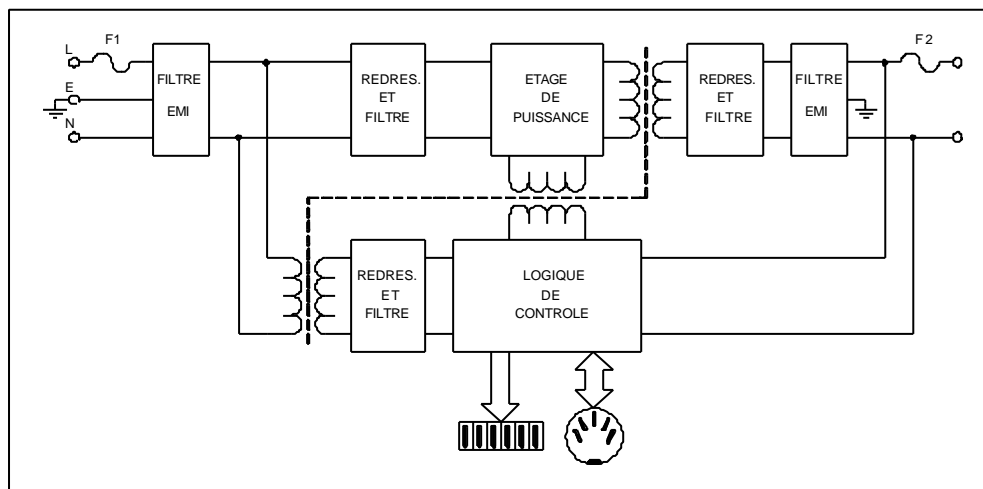 F1
L
E
N
FILTRE
EMI
REDRES.
ET
FILTRE
ETAGE
DE
PUISSANCE
REDRES.
ET
FILTRE
FILTRE
EMI
F2
REDRES.
ET
FILTRE
LOGIQUE
DE
CONTROLE